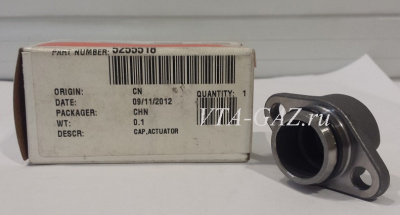 PART NUMBER: 5255518
ORIGIN: CN QUANTITY: 1
DATE: 09/11/2012
PACKAGER: CHN
WT: 0.1
DESCR: CAP,ACTUATOR
VTA-GAZ.ru